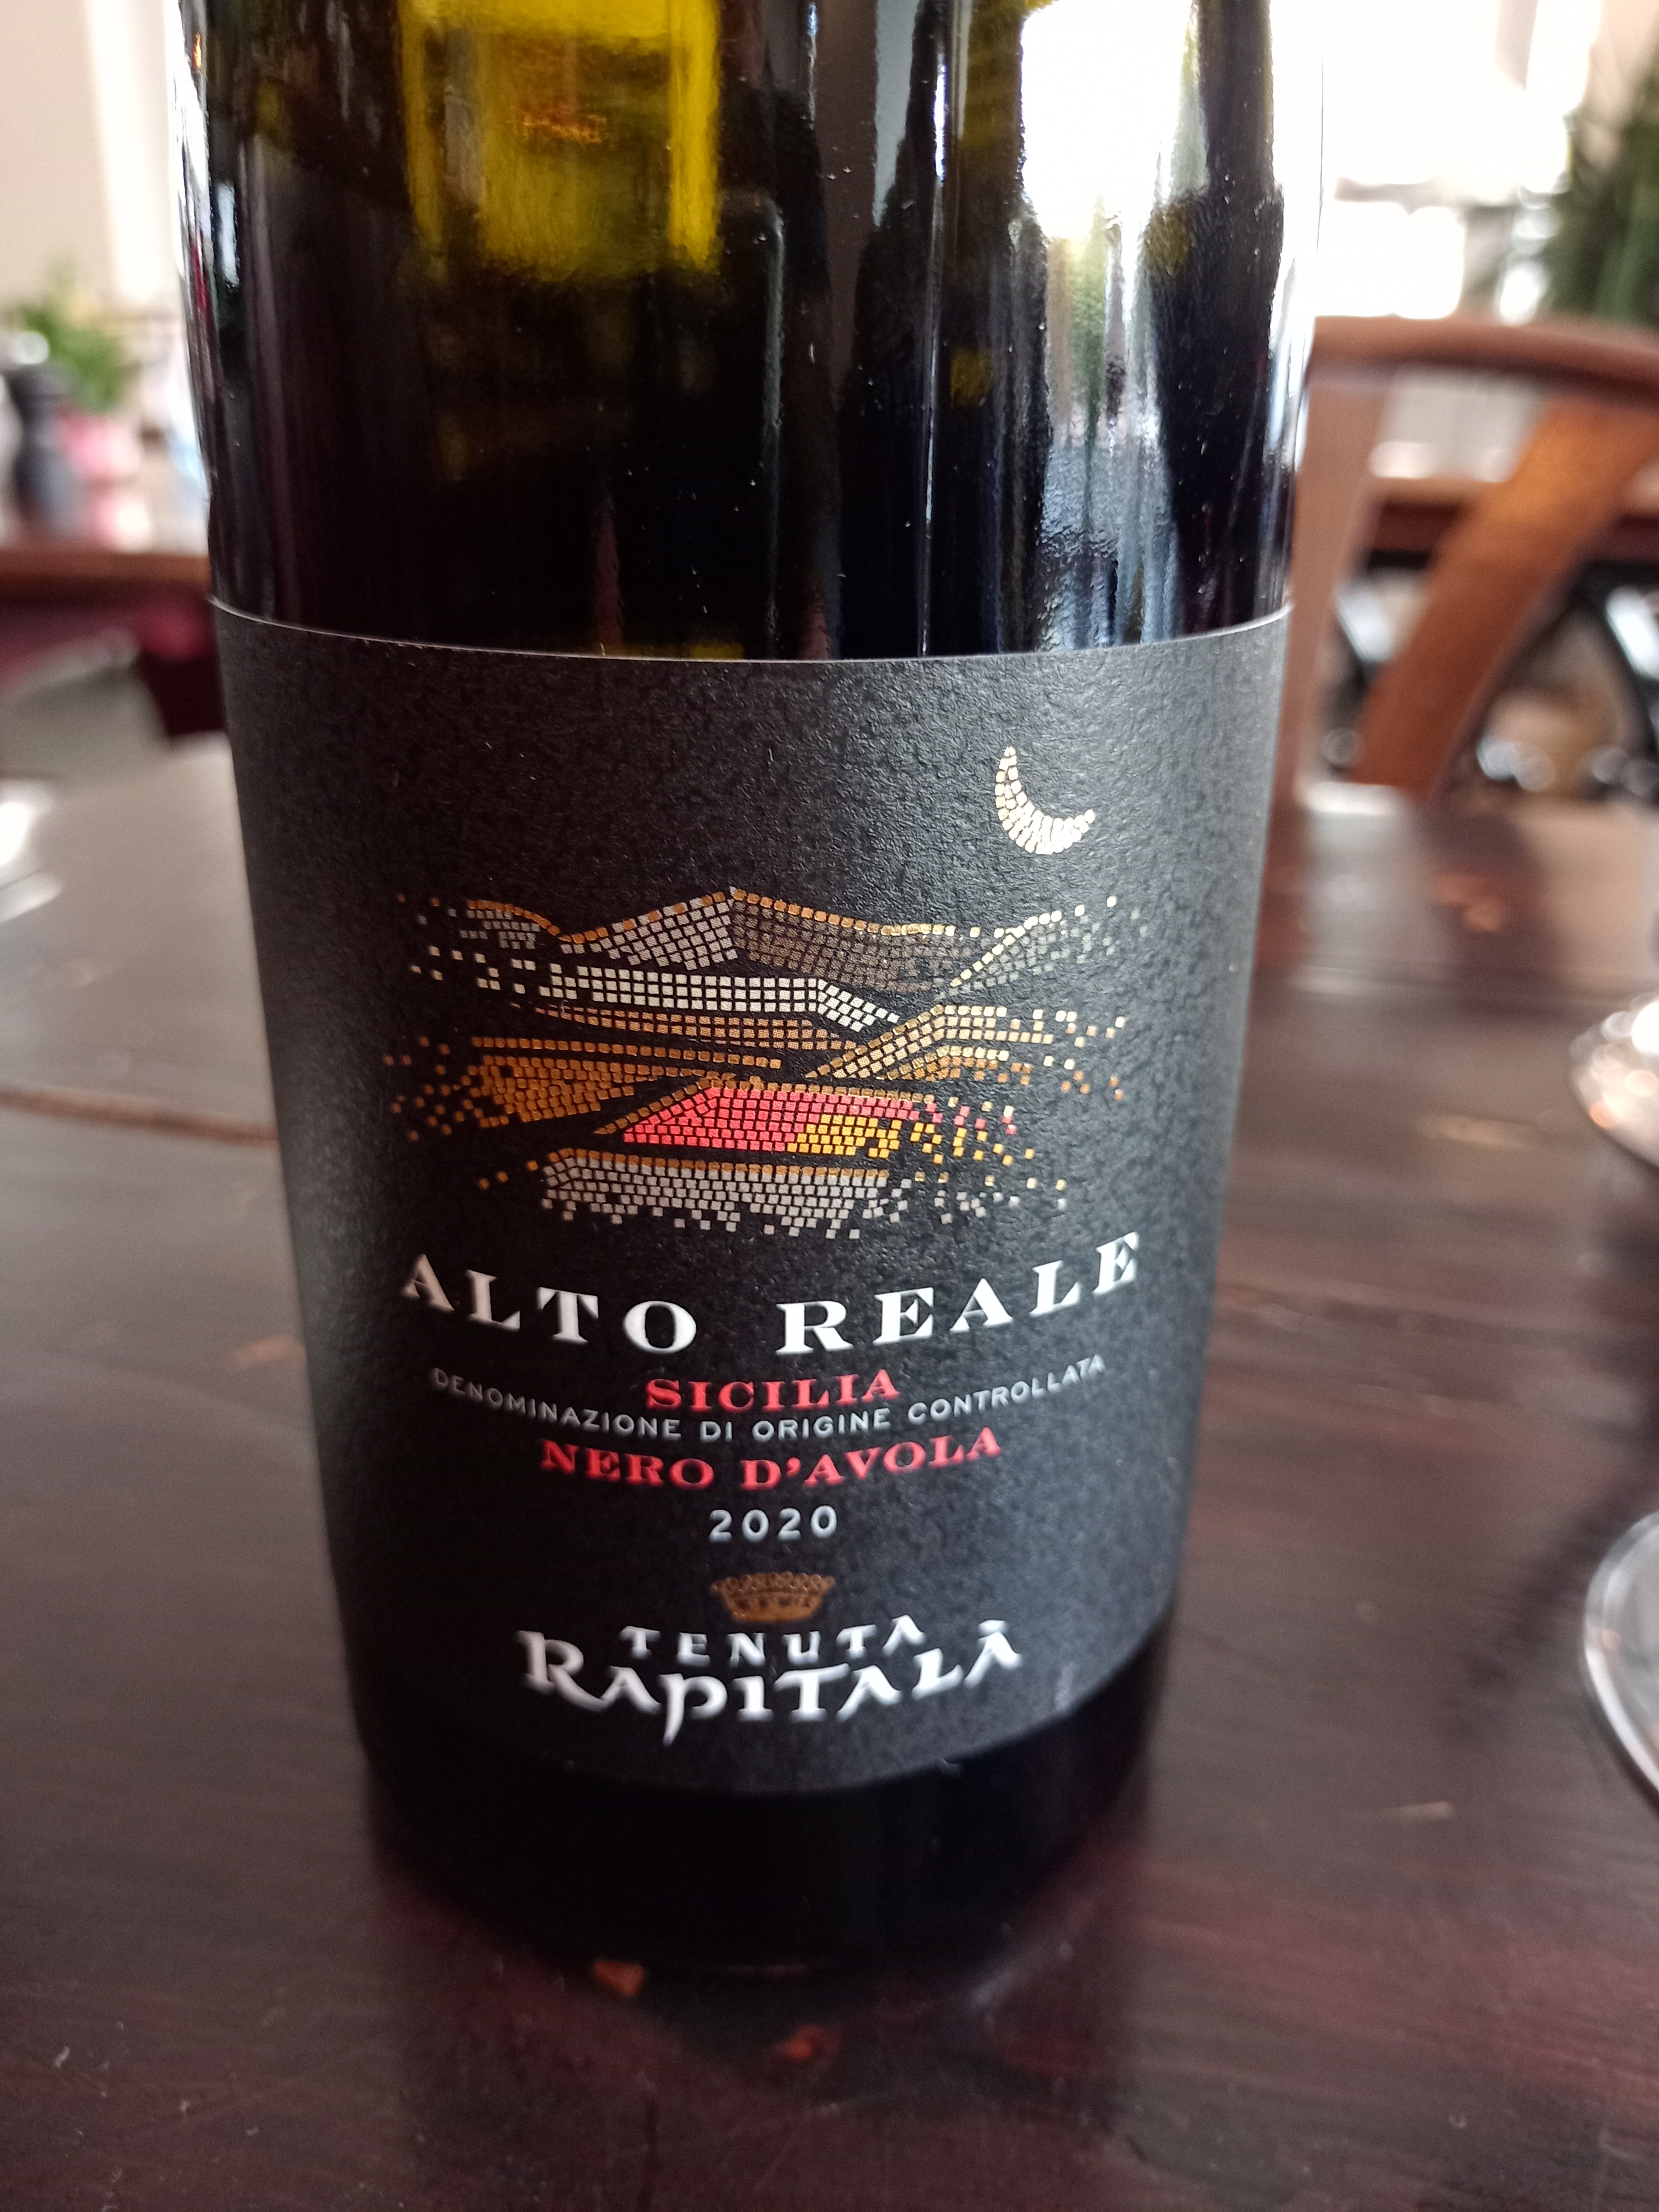 ALTO REALE
SICILIA
DENOMINAZIONE DI ORIGINE CONTROLLATA
NERO D'AVOLA
2020
TENUTA
RAPITALÀ